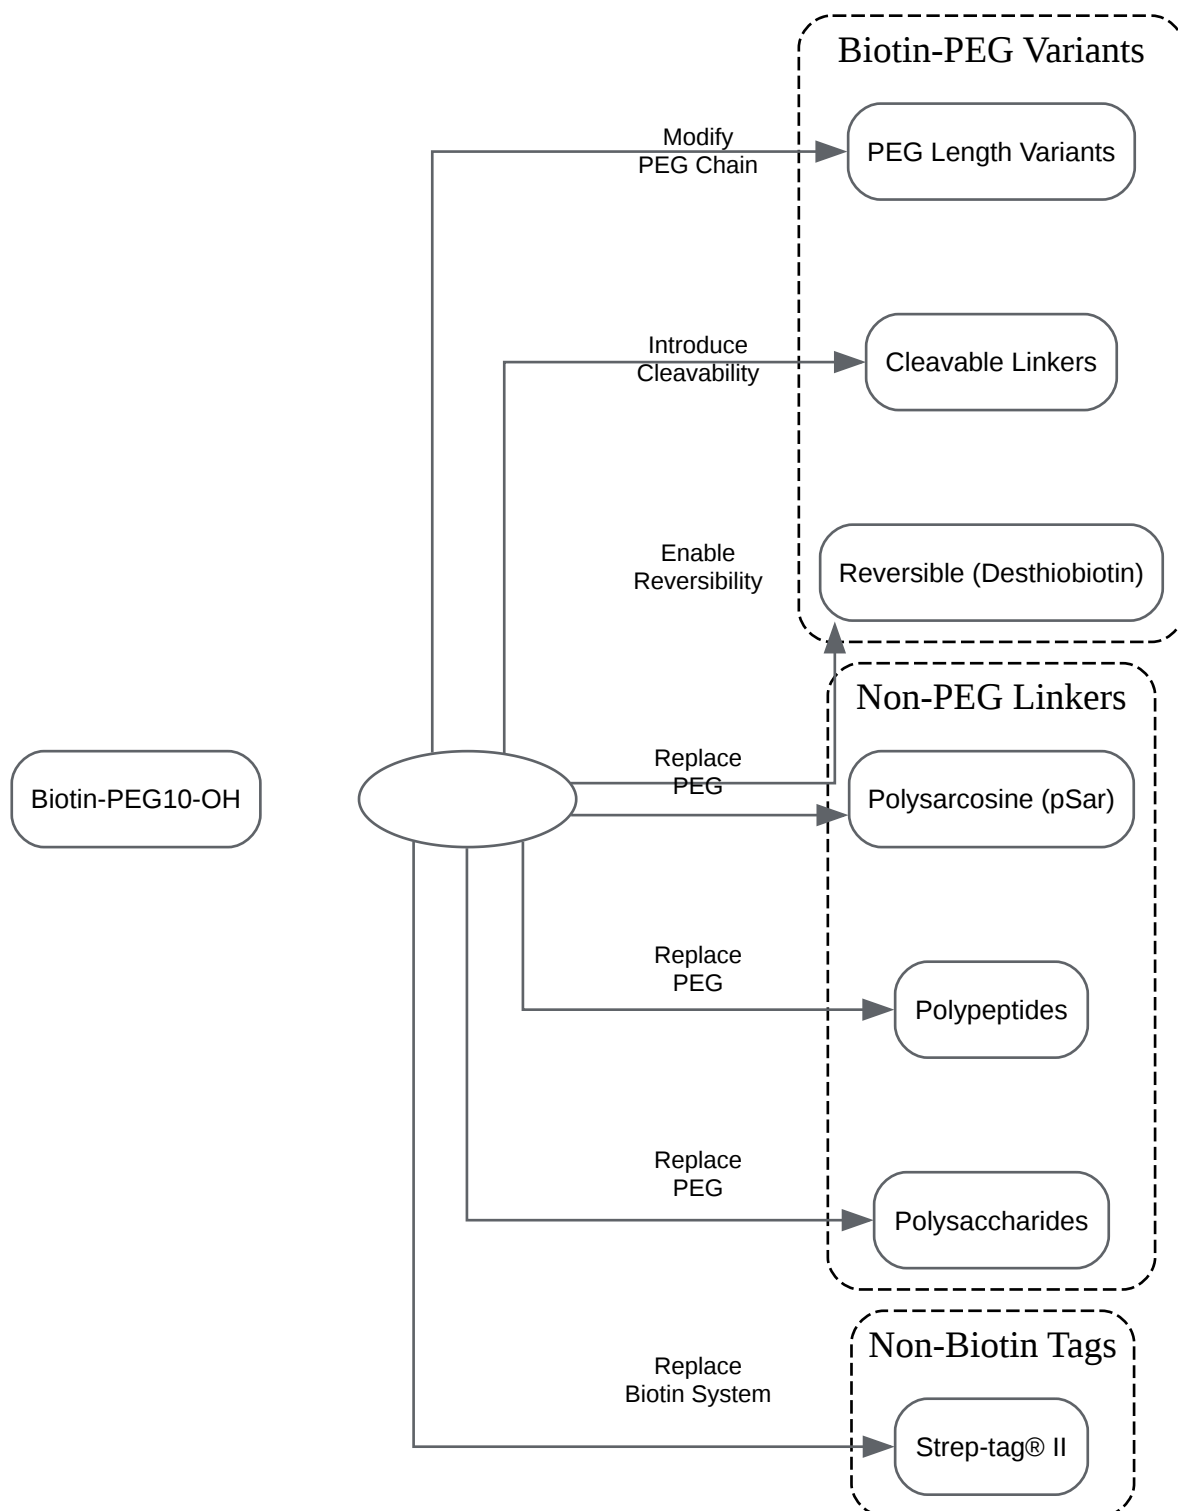 Biotin-PEG Variants
Modify
PEG Chain
PEG Length Variants
Introduce
Cleavability
Cleavable Linkers
Enable
Reversibility
Reversible (Desthiobiotin)
Non-PEG Linkers
Biotin-PEG10-OH
Replace
PEG
Polysarcosine (pSar)
Replace
PEG
Polypeptides
Replace
PEG
Polysaccharides
Non-Biotin Tags
Replace
Biotin System
Strep-tag® II